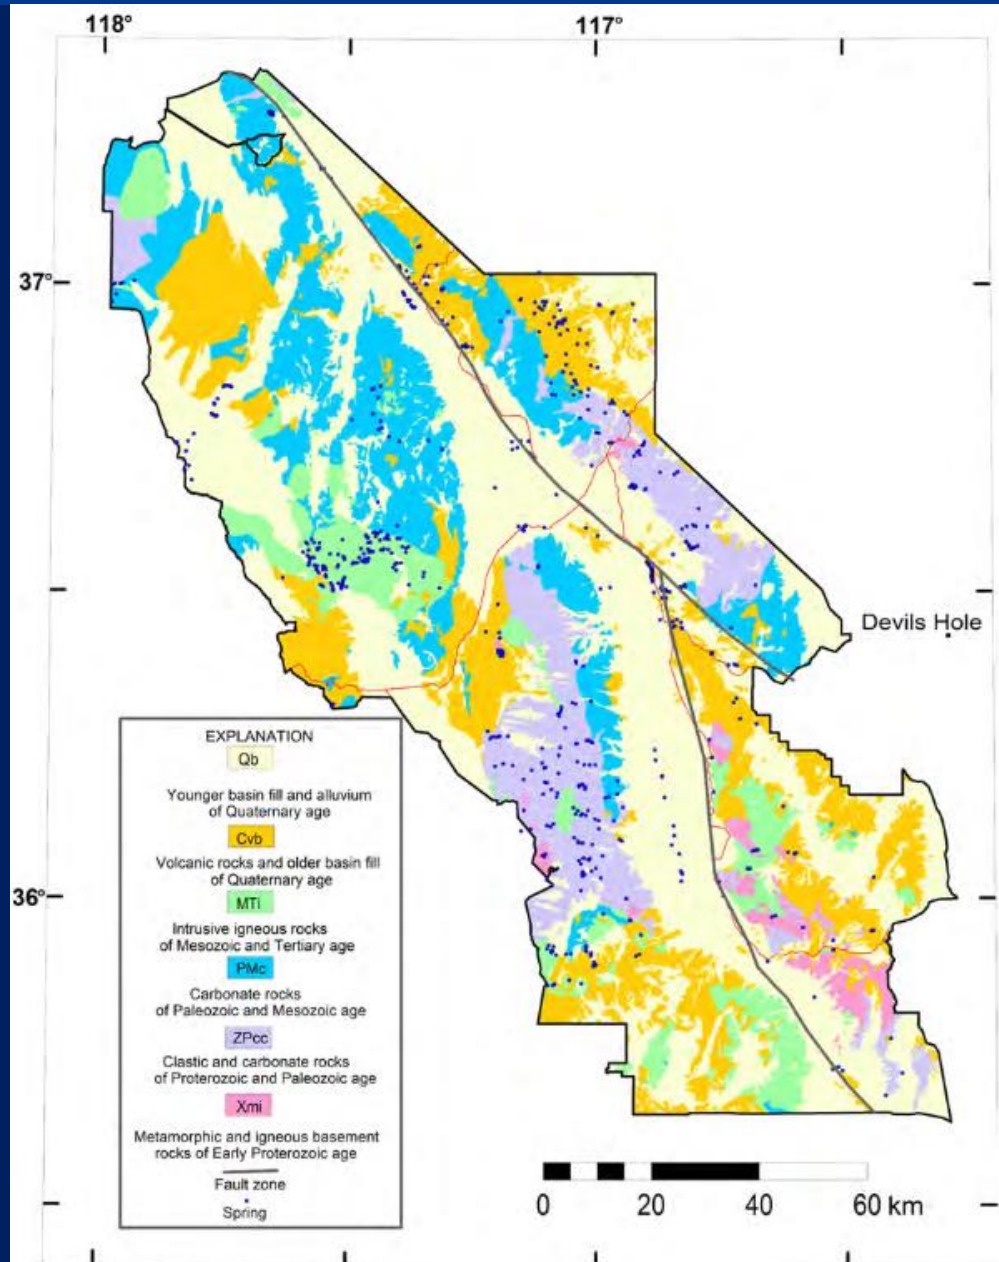 118°
117°
37°
Devils Hole
36°
EXPLANATION
Qb
Younger basin fill and alluvium
of Quaternary age
Cvb
Volcanic rocks and older basin fill
of Quaternary age
MTi
Intrusive igneous rocks
of Mesozoic and Tertiary age
PMc
Carbonate rocks
of Paleozoic and Mesozoic age
ZPcc
Clastic and carbonate rocks
of Proterozoic and Paleozoic age
Xmi
Metamorphic and igneous basement
rocks of Early Proterozoic age
Fault zone
Spring
0 20 40 60 km